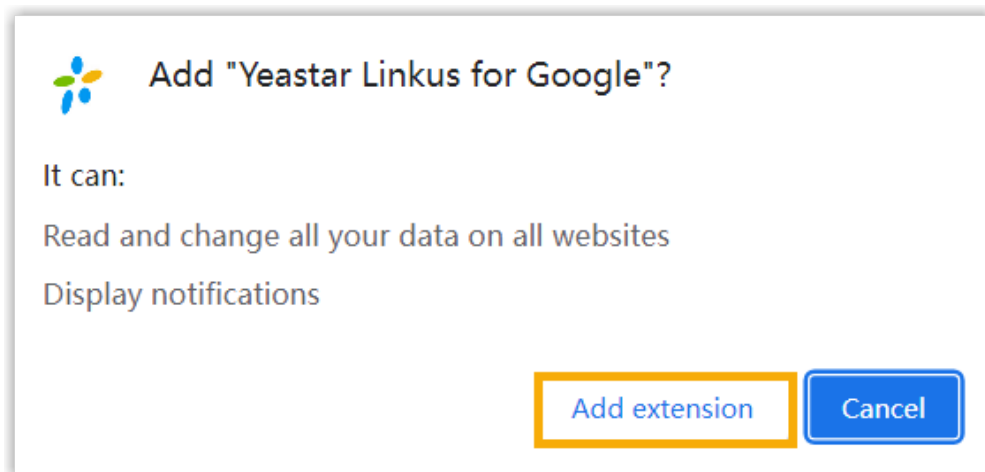 Add "Yeastar Linkus for Google"?
It can:
Read and change all your data on all websites
Display notifications
Add extension
Cancel